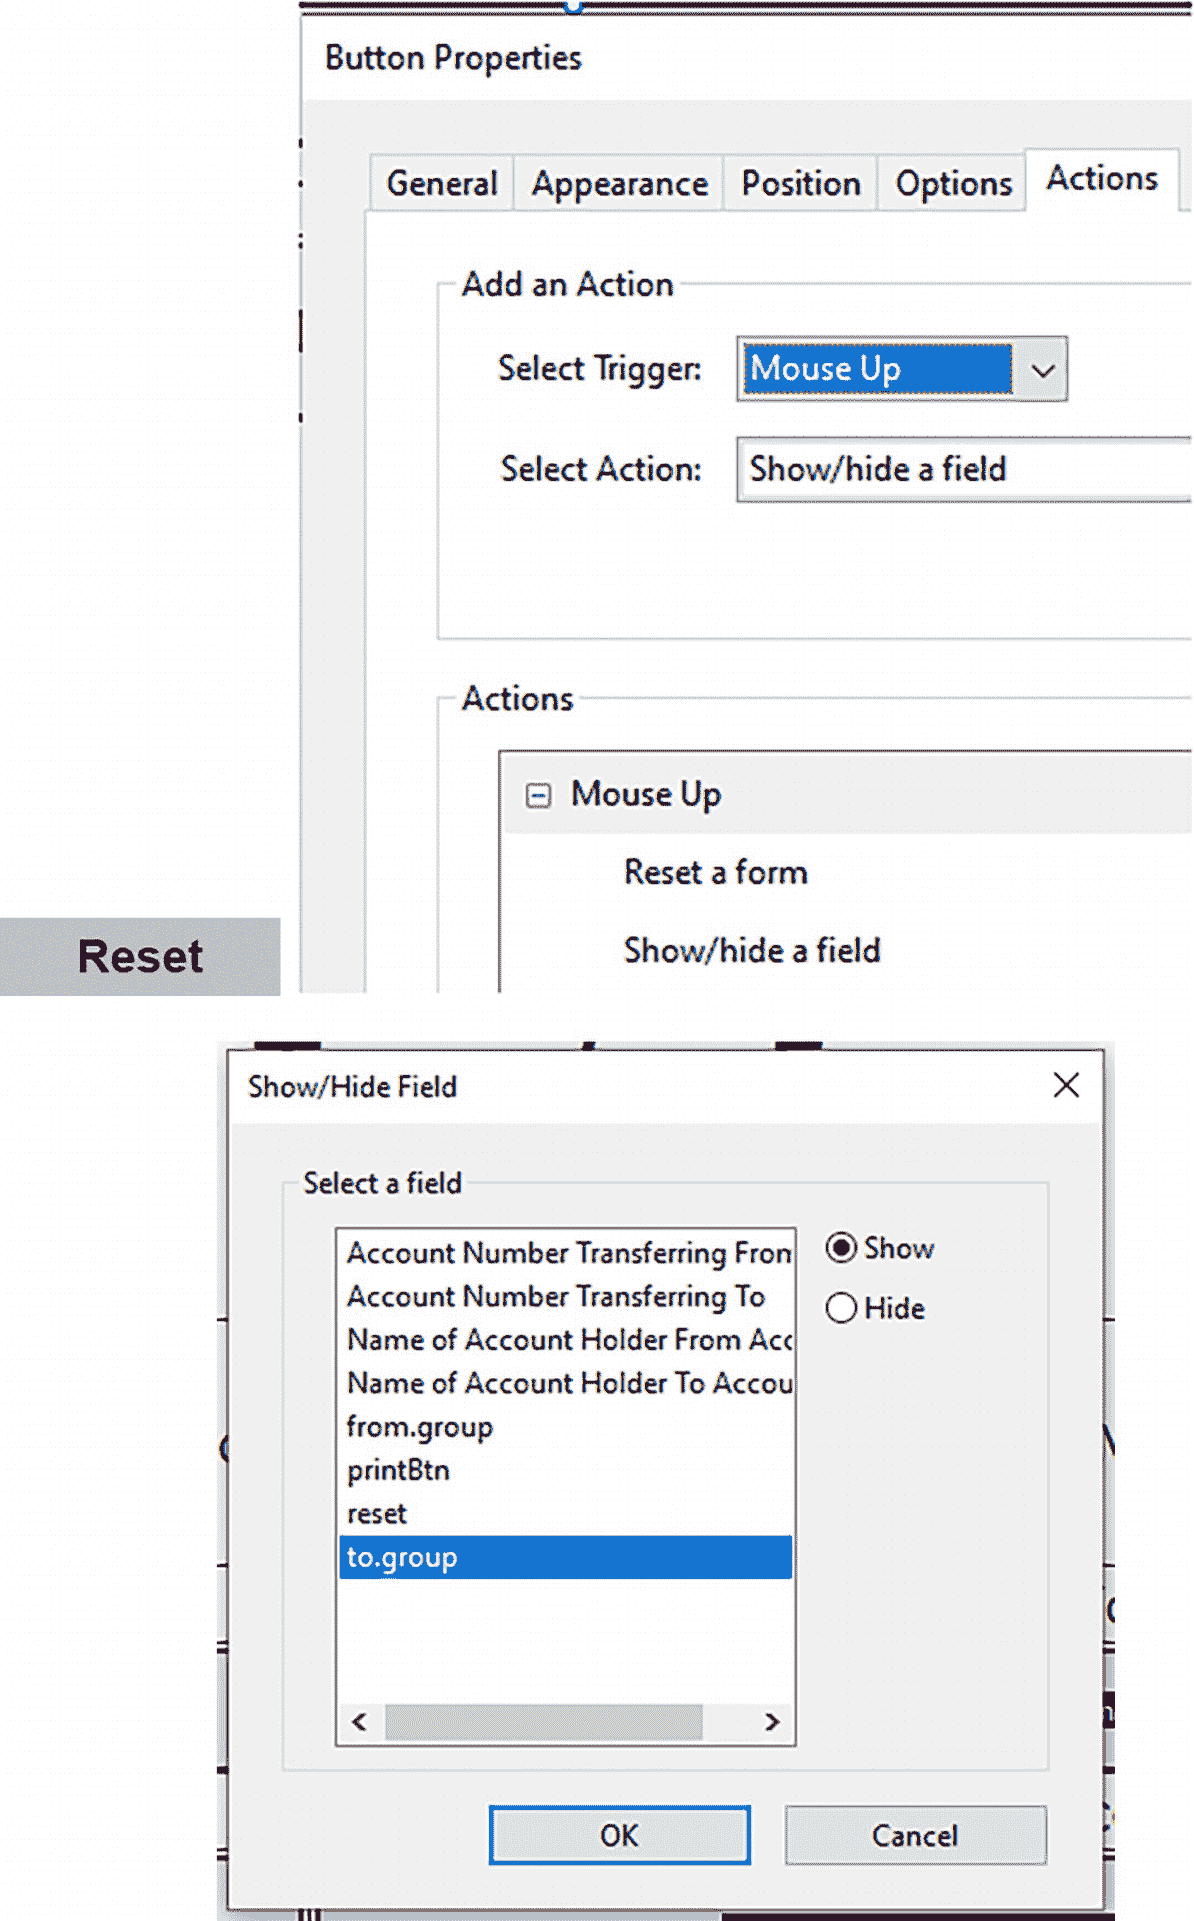 Button Properties
General Appearance Position Options Actions
Add an Action
Select Trigger: Mouse Up
Select Action: Show/hide a field
Actions
Mouse Up
Reset a form
Show/hide a field
Reset
Show/Hide Field
Select a field
Account Number Transferring From
Account Number Transferring To
Name of Account Holder From Acc
Name of Account Holder To Accou
from.group
printBtn
reset
to.group
Show
Hide
OK Cancel